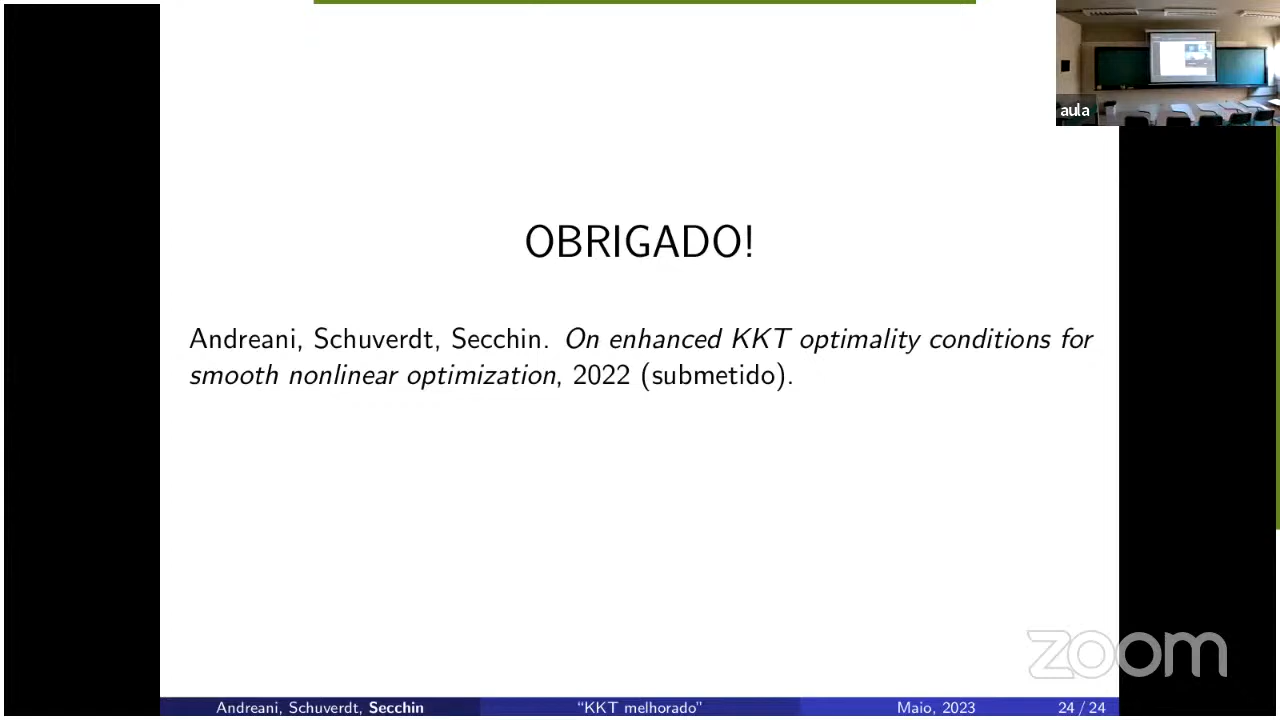 aula
OBRIGADO!
Andreani, Schuverdt, Secchin. On enhanced KKT optimality conditions for
smooth nonlinear optimization, 2022 (submetido).
zoom
Andreani, Schuverdt, Secchin "KKT melhorado" Maio, 2023 24 / 24